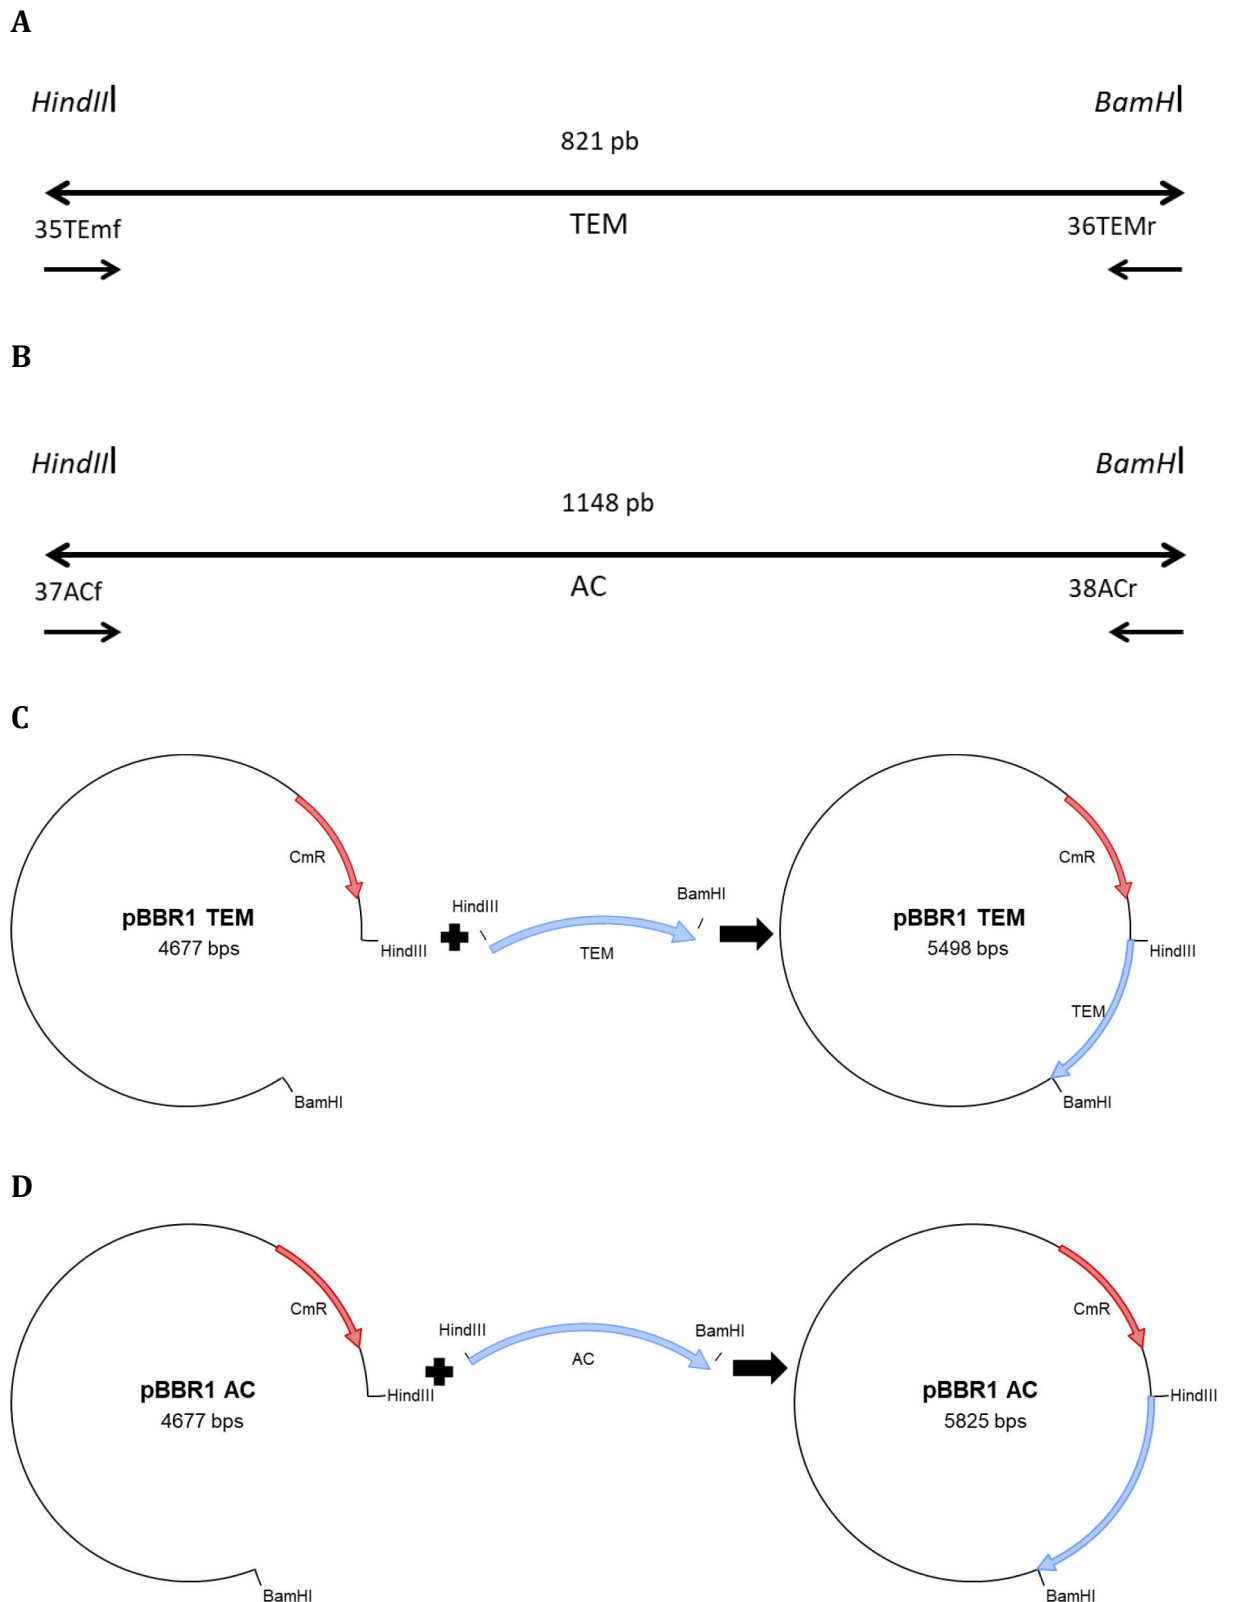 A
HindIII BamHI
821 pb
35TEmf TEM 36TEMr
B
HindIII BamHI
1148 pb
37ACf AC 38ACr
C
CmR
pBBR1 TEM
4677 bps
HindIII
BamHI
HindIII
BamHI
TEM
CmR
pBBR1 TEM
5498 bps
HindIII
TEM
BamHI
D
CmR
pBBR1 AC
4677 bps
HindIII
BamHI
HindIII
BamHI
AC
CmR
pBBR1 AC
5825 bps
HindIII
BamHI